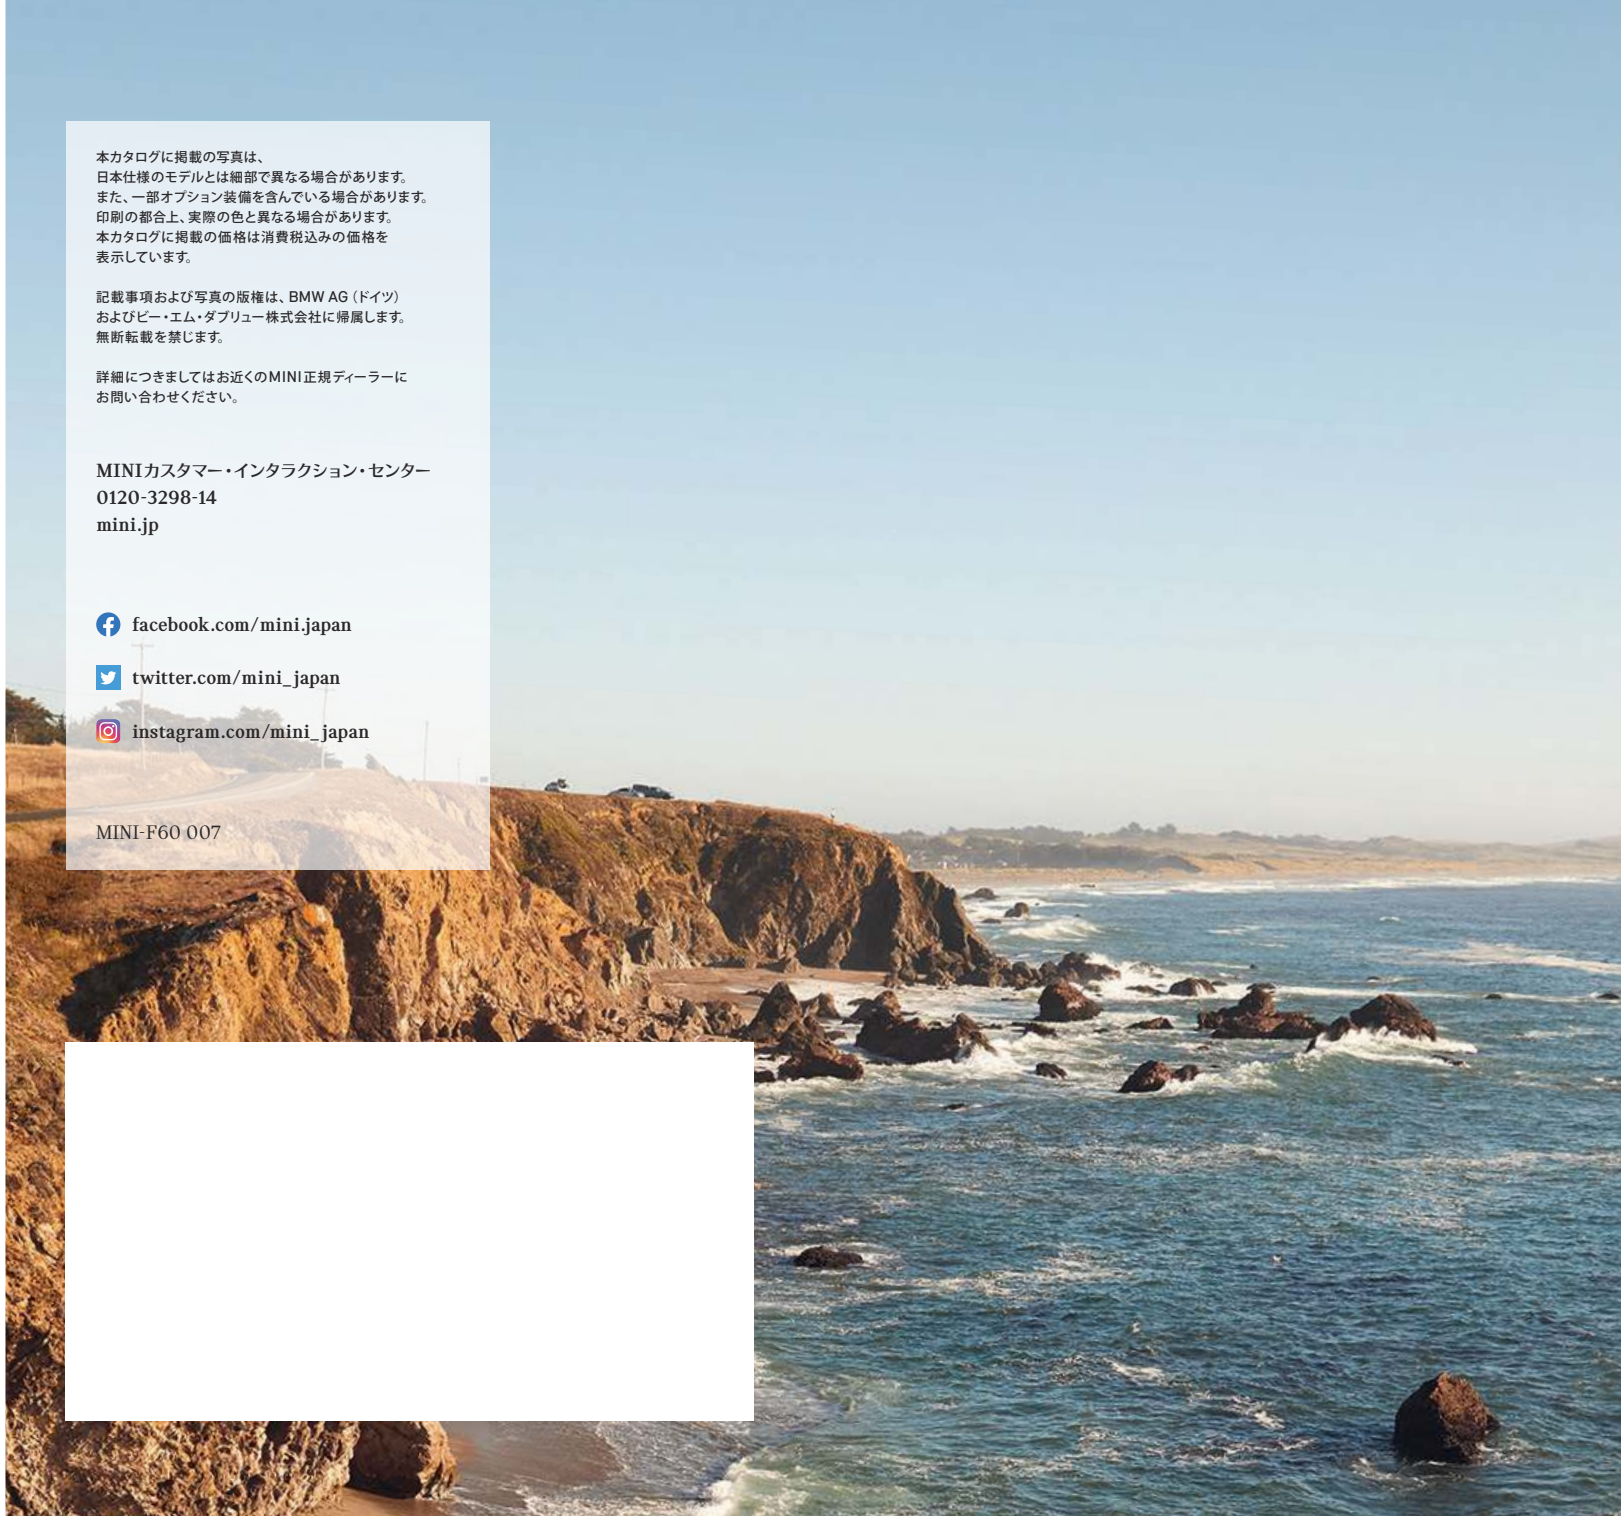 本カタログに掲載の写真は、
日本仕様のモデルとは細部で異なる場合があります。
また、一部オプション装備を含んでいる場合があります。
印刷の都合上、実際の色と異なる場合があります。
本カタログに掲載の価格は消費税込みの価格を
表示しています。
記載事項および写真の版権は、BMW AG（ドイツ）
およびビー・エム・ダブリュー株式会社に帰属します。
無断転載を禁じます。
詳細につきましてはお近くのMINI正規ディーラーに
お問い合わせください。
MINIカスタマー・インタラクション・センター
0120-3298-14
mini.jp
facebook.com/mini.japan
twitter.com/mini_japan
instagram.com/mini_japan
MINI-F60 007